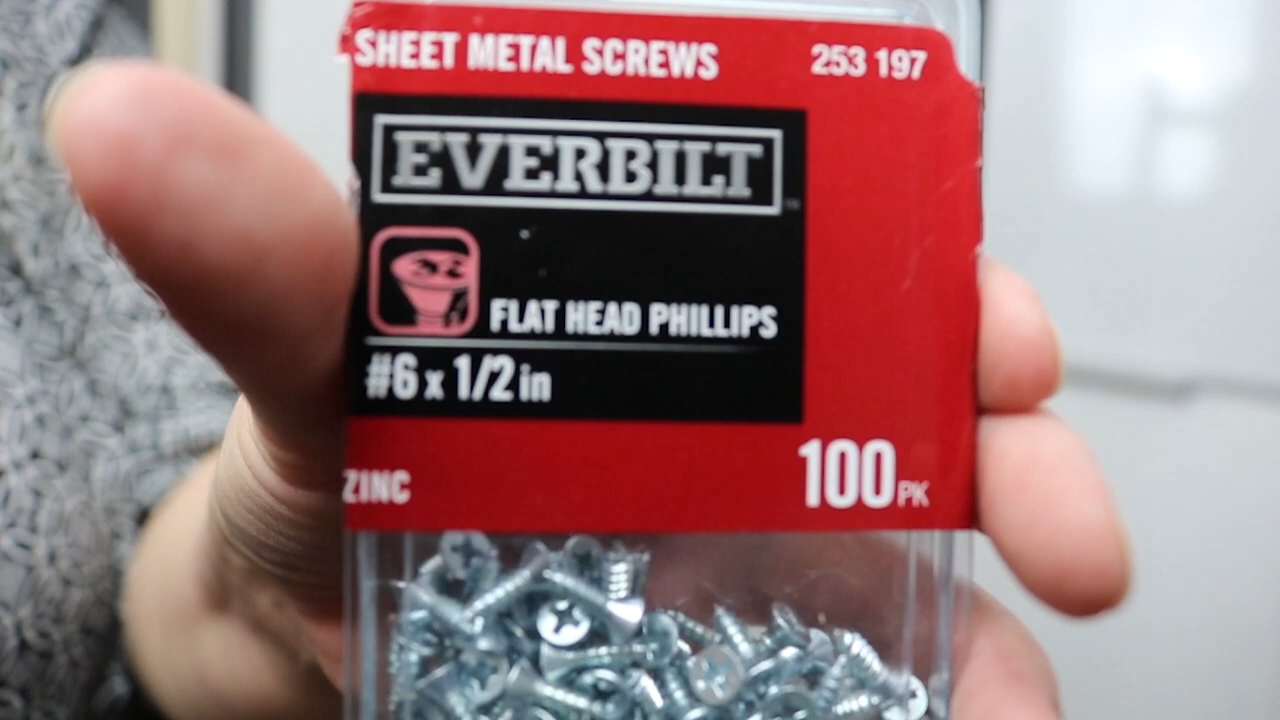 SHEET METAL SCREWS 253 197
EVERBILT
FLAT HEAD PHILLIPS
#6 x 1/2 in
ZINC
100 PK